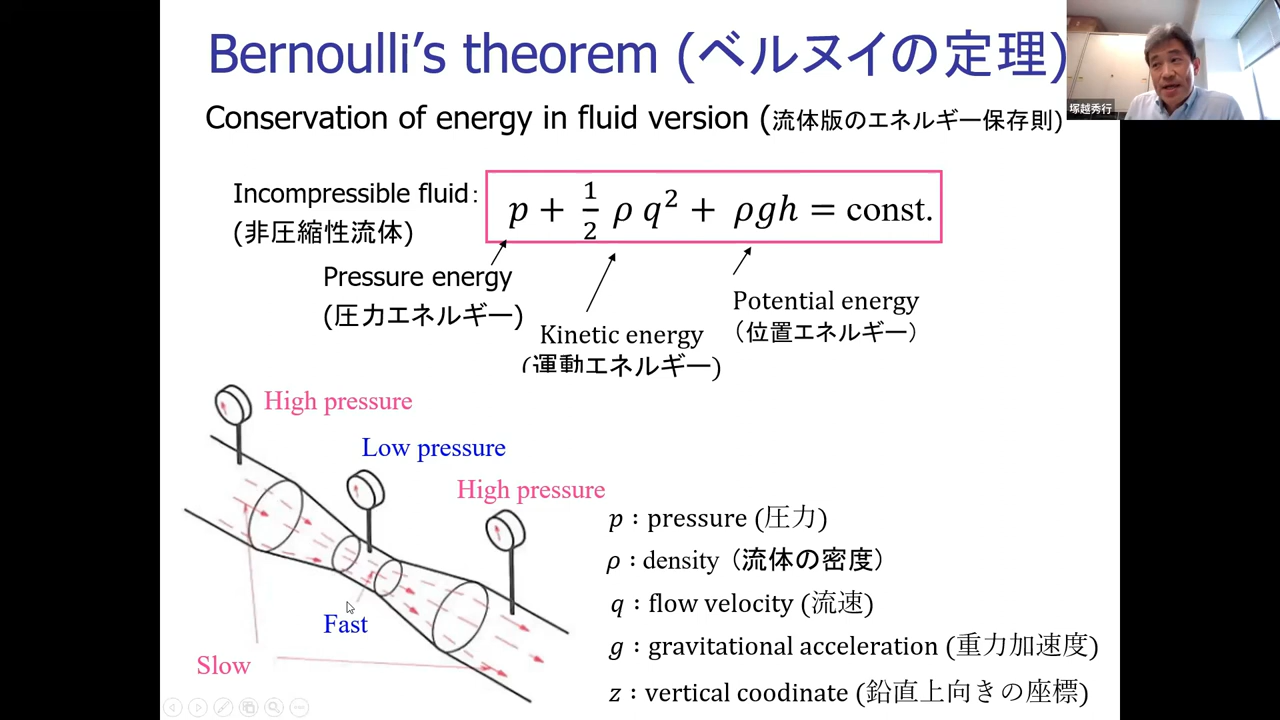 Bernoulli's theorem (ベルヌイの定理)
塚越秀行
Conservation of energy in fluid version (流体版のエネルギー保存則)
Incompressible fluid:
(非圧縮性流体)
p + 1/2 ρ q² + ρgh = const.
Pressure energy
(圧力エネルギー)
Kinetic energy
(運動エネルギー)
Potential energy
(位置エネルギー)
High pressure
Low pressure
High pressure
Fast
Slow
p : pressure (圧力)
ρ : density (流体の密度)
q : flow velocity (流速)
g : gravitational acceleration (重力加速度)
z : vertical coodinate (鉛直上向きの座標)